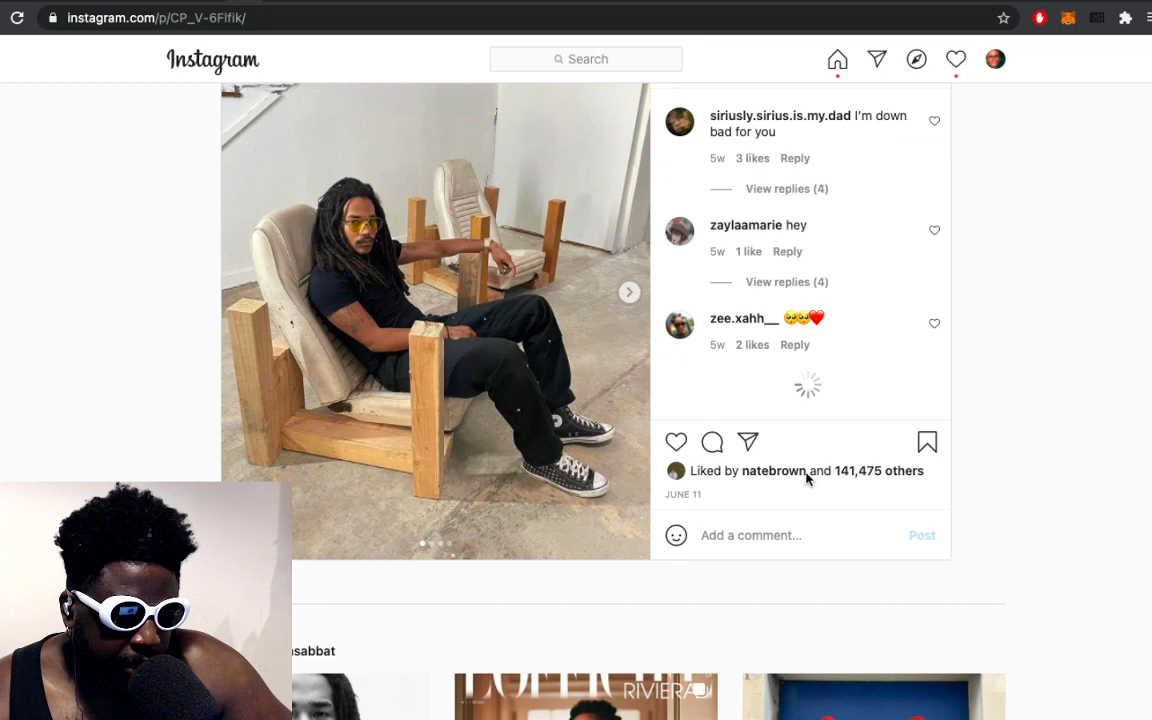 instagram.com/p/CP_V-6FIfik/
Instagram
Search
siriusly.sirius.is.my.dad I'm down
bad for you
5w 3 likes Reply
View replies (4)
zaylaamarie hey
5w 1 like Reply
View replies (4)
zee.xahh__ 🥺🥺❤️
5w 2 likes Reply
Liked by natebrown and 141,475 others
JUNE 11
Add a comment... Post
sabbat
RIVIERA